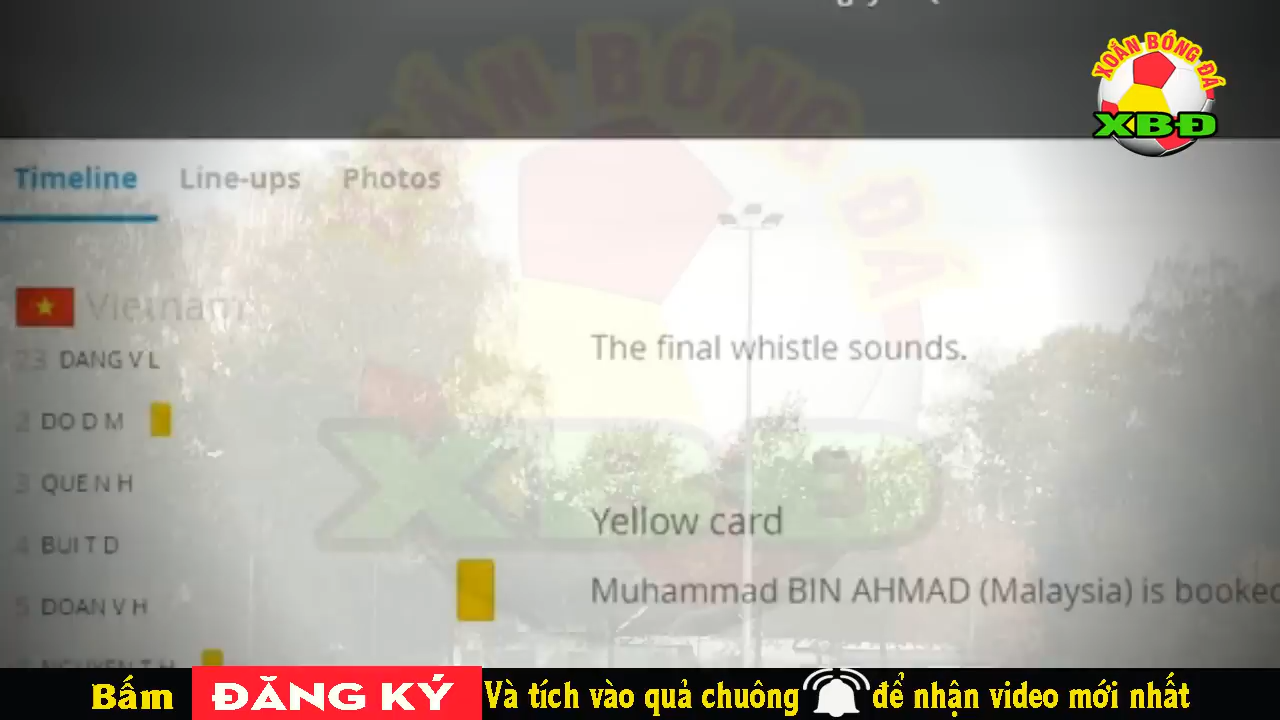 XOẮN BÓNG ĐÁ
XBĐ
Timeline Line-ups Photos
Vietnam
23 DANG V L
2 DO D M
3 QUE N H
4 BUI T D
5 DOAN V H
NGUYEN T H
The final whistle sounds.
Yellow card
Muhammad BIN AHMAD (Malaysia) is booked
Bấm ĐĂNG KÝ Và tích vào quả chuông để nhận video mới nhất